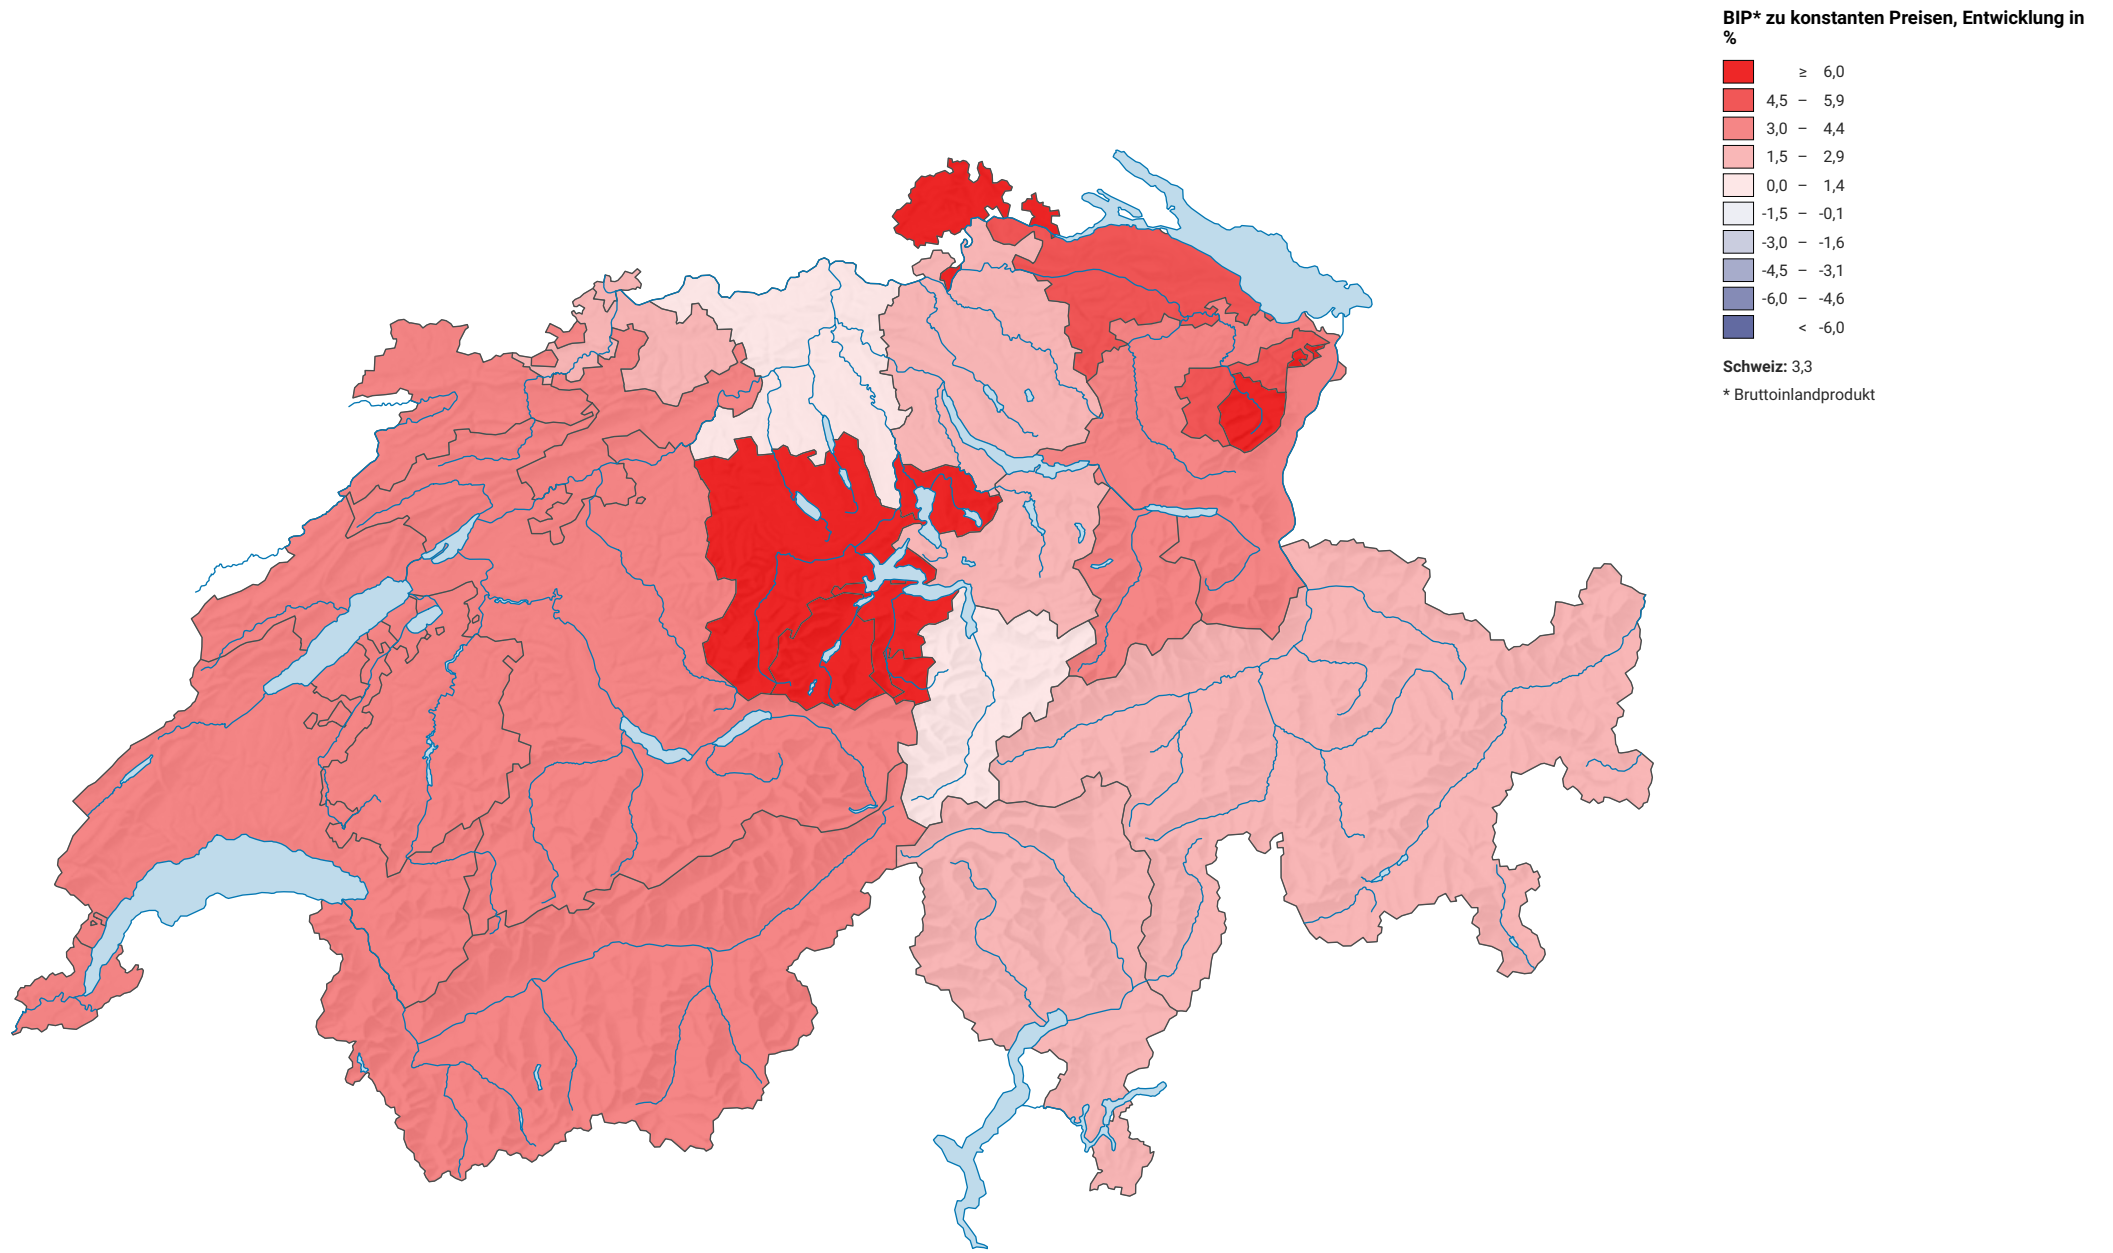 BIP* zu konstanten Preisen, Entwicklung in
%
≥ 6,0
4,5 – 5,9
3,0 – 4,4
1,5 – 2,9
0,0 – 1,4
-1,5 – -0,1
-3,0 – -1,6
-4,5 – -3,1
-6,0 – -4,6
< -6,0
Schweiz: 3,3
* Bruttoinlandprodukt